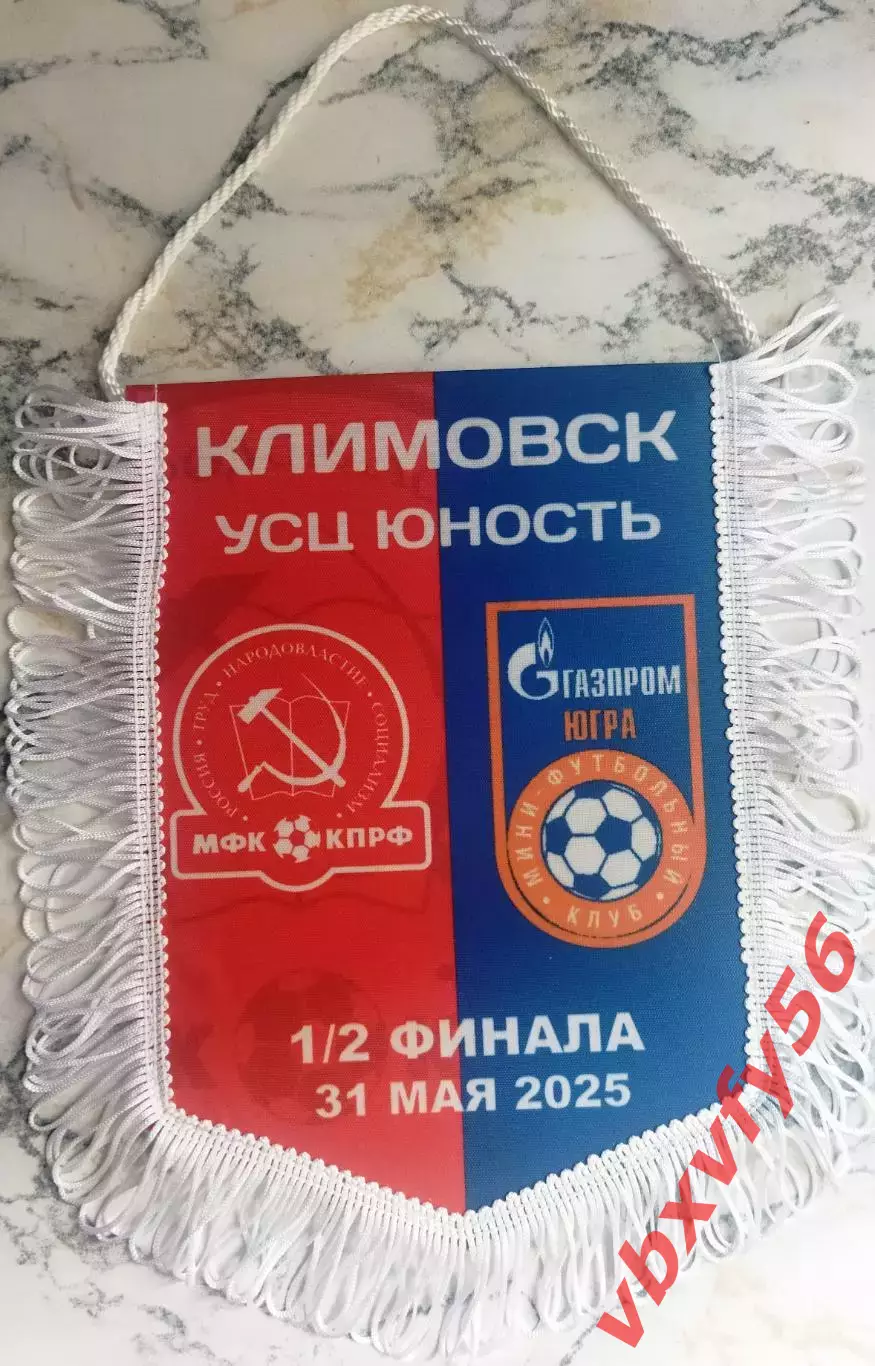 КЛИМОВСК
УСЦ ЮНОСТЬ
РОССИЯ • ТРУД • НАРОДОВЛАСТИЕ • СОЦИАЛИЗМ •
МФК КПРФ
ГАЗПРОМ
ЮГРА
МИНИ-ФУТБОЛЬНЫЙ
• КЛУБ •
1/2 ФИНАЛА
31 МАЯ 2025
vbxvfy56